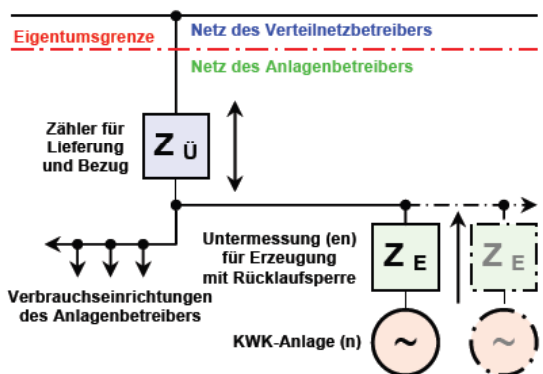 Eigentumsgrenze
Netz des Verteilnetzbetreibers
Netz des Anlagenbetreibers
Zähler für
Lieferung
und Bezug
Z Ü
Untermessung (en)
für Erzeugung
mit Rücklaufsperre
Z E
Z E
Verbrauchseinrichtungen
des Anlagenbetreibers
KWK-Anlage (n)
~
~